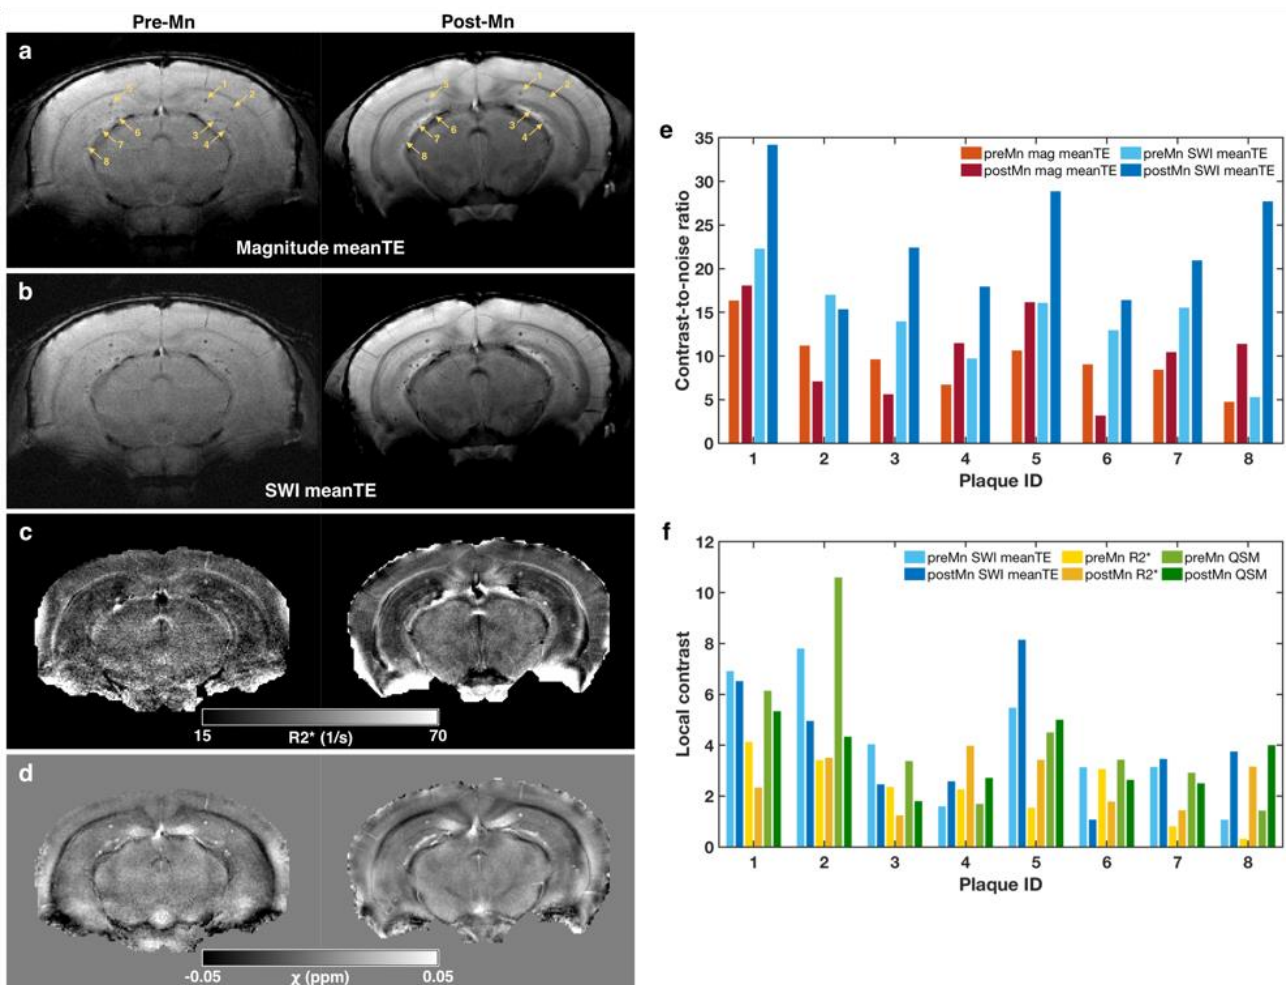 Pre-Mn Post-Mn
a
1
2
3
4
5
6
7
8
1
2
3
4
5
6
7
8
Magnitude meanTE
b
SWI meanTE
c
15 R2* (1/s) 70
d
-0.05 χ (ppm) 0.05
e
preMn mag meanTE preMn SWI meanTE
postMn mag meanTE postMn SWI meanTE
Contrast-to-noise ratio
35
30
25
20
15
10
5
0
1 2 3 4 5 6 7 8
Plaque ID
f
preMn SWI meanTE preMn R2* preMn QSM
postMn SWI meanTE postMn R2* postMn QSM
Local contrast
12
10
8
6
4
2
0
1 2 3 4 5 6 7 8
Plaque ID